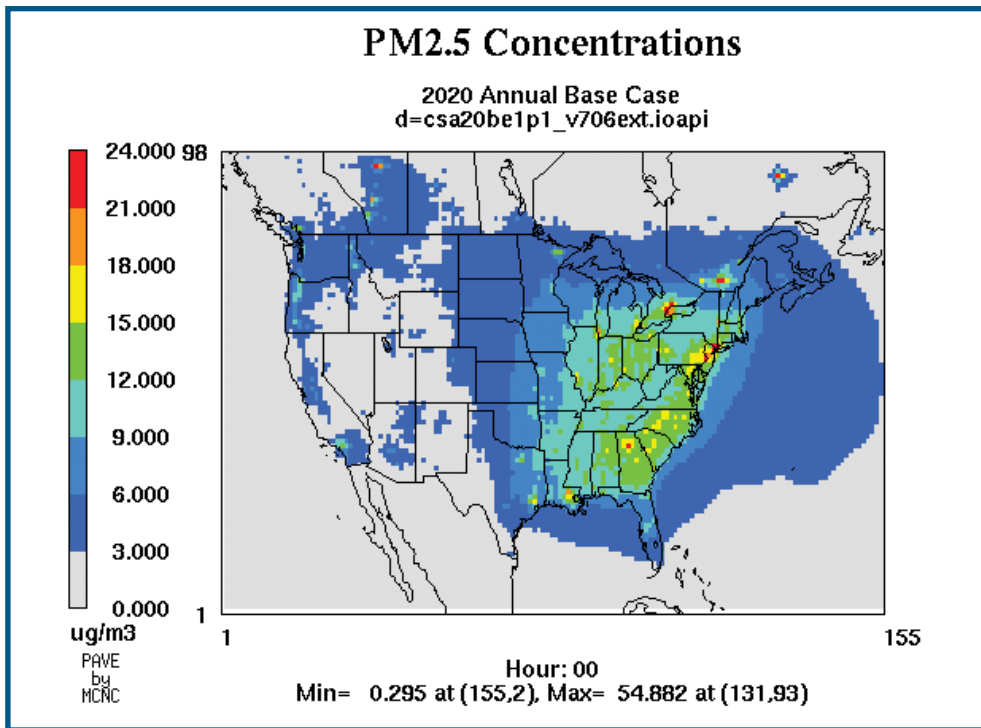 PM2.5 Concentrations
2020 Annual Base Case
d=csa20be1p1_v706ext.ioapi
24.000
21.000
18.000
15.000
12.000
9.000
6.000
3.000
0.000
ug/m3
PAVE
by
MCNC
98
1
1
155
Hour: 00
Min= 0.295 at (155,2), Max= 54.882 at (131,93)